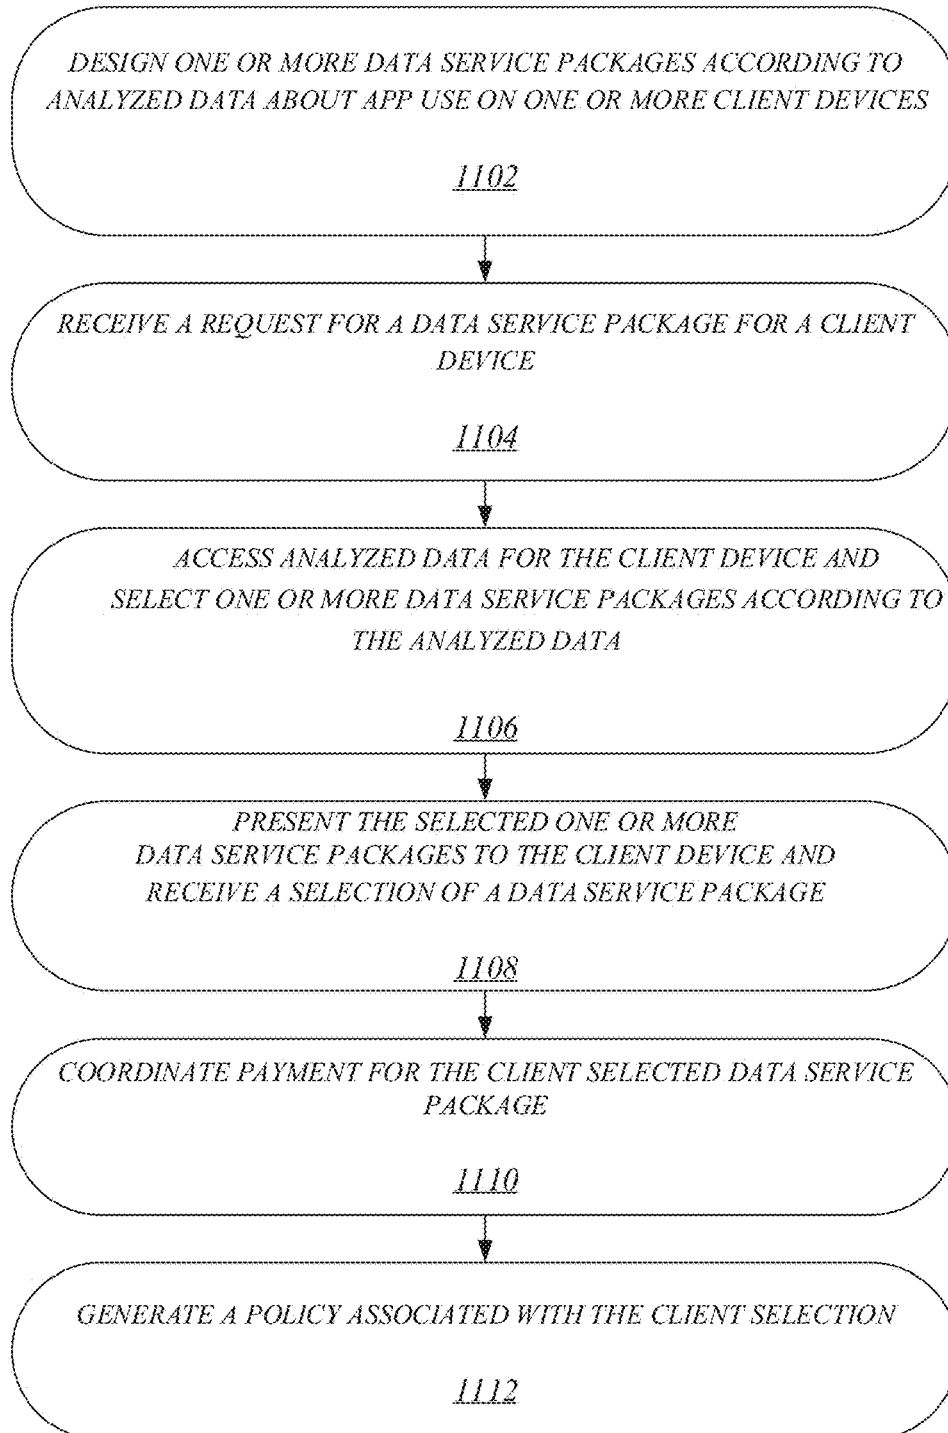 DESIGN ONE OR MORE DATA SERVICE PACKAGES ACCORDING TO
ANALYZED DATA ABOUT APP USE ON ONE OR MORE CLIENT DEVICES
1102
RECEIVE A REQUEST FOR A DATA SERVICE PACKAGE FOR A CLIENT
DEVICE
1104
ACCESS ANALYZED DATA FOR THE CLIENT DEVICE AND
SELECT ONE OR MORE DATA SERVICE PACKAGES ACCORDING TO
THE ANALYZED DATA
1106
PRESENT THE SELECTED ONE OR MORE
DATA SERVICE PACKAGES TO THE CLIENT DEVICE AND
RECEIVE A SELECTION OF A DATA SERVICE PACKAGE
1108
COORDINATE PAYMENT FOR THE CLIENT SELECTED DATA SERVICE
PACKAGE
1110
GENERATE A POLICY ASSOCIATED WITH THE CLIENT SELECTION
1112